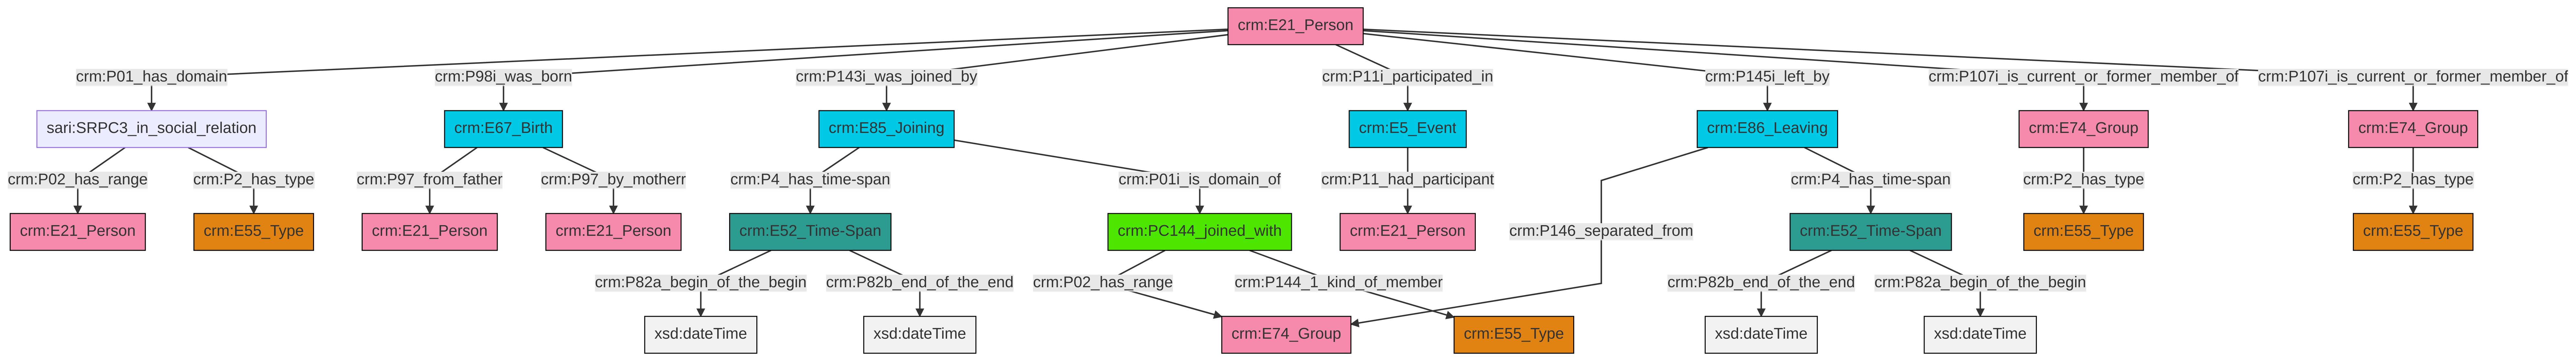 crm:E21_Person
crm:P01_has_domain
crm:P98i_was_born
crm:P143i_was_joined_by
crm:P11i_participated_in
crm:P145i_left_by
crm:P107i_is_current_or_former_member_of
crm:P107i_is_current_or_former_member_of
sari:SRPC3_in_social_relation
crm:E67_Birth
crm:E85_Joining
crm:E5_Event
crm:E86_Leaving
crm:E74_Group
crm:E74_Group
crm:P02_has_range
crm:P2_has_type
crm:P97_from_father
crm:P97_by_motherr
crm:P4_has_time-span
crm:P01i_is_domain_of
crm:P11_had_participant
crm:P4_has_time-span
crm:P2_has_type
crm:P2_has_type
crm:E21_Person
crm:E55_Type
crm:E21_Person
crm:E21_Person
crm:E52_Time-Span
crm:PC144_joined_with
crm:E21_Person
crm:P146_separated_from
crm:E52_Time-Span
crm:E55_Type
crm:E55_Type
crm:P82a_begin_of_the_begin
crm:P82b_end_of_the_end
crm:P02_has_range
crm:P144_1_kind_of_member
crm:P82b_end_of_the_end
crm:P82a_begin_of_the_begin
xsd:dateTime
xsd:dateTime
crm:E74_Group
crm:E55_Type
xsd:dateTime
xsd:dateTime